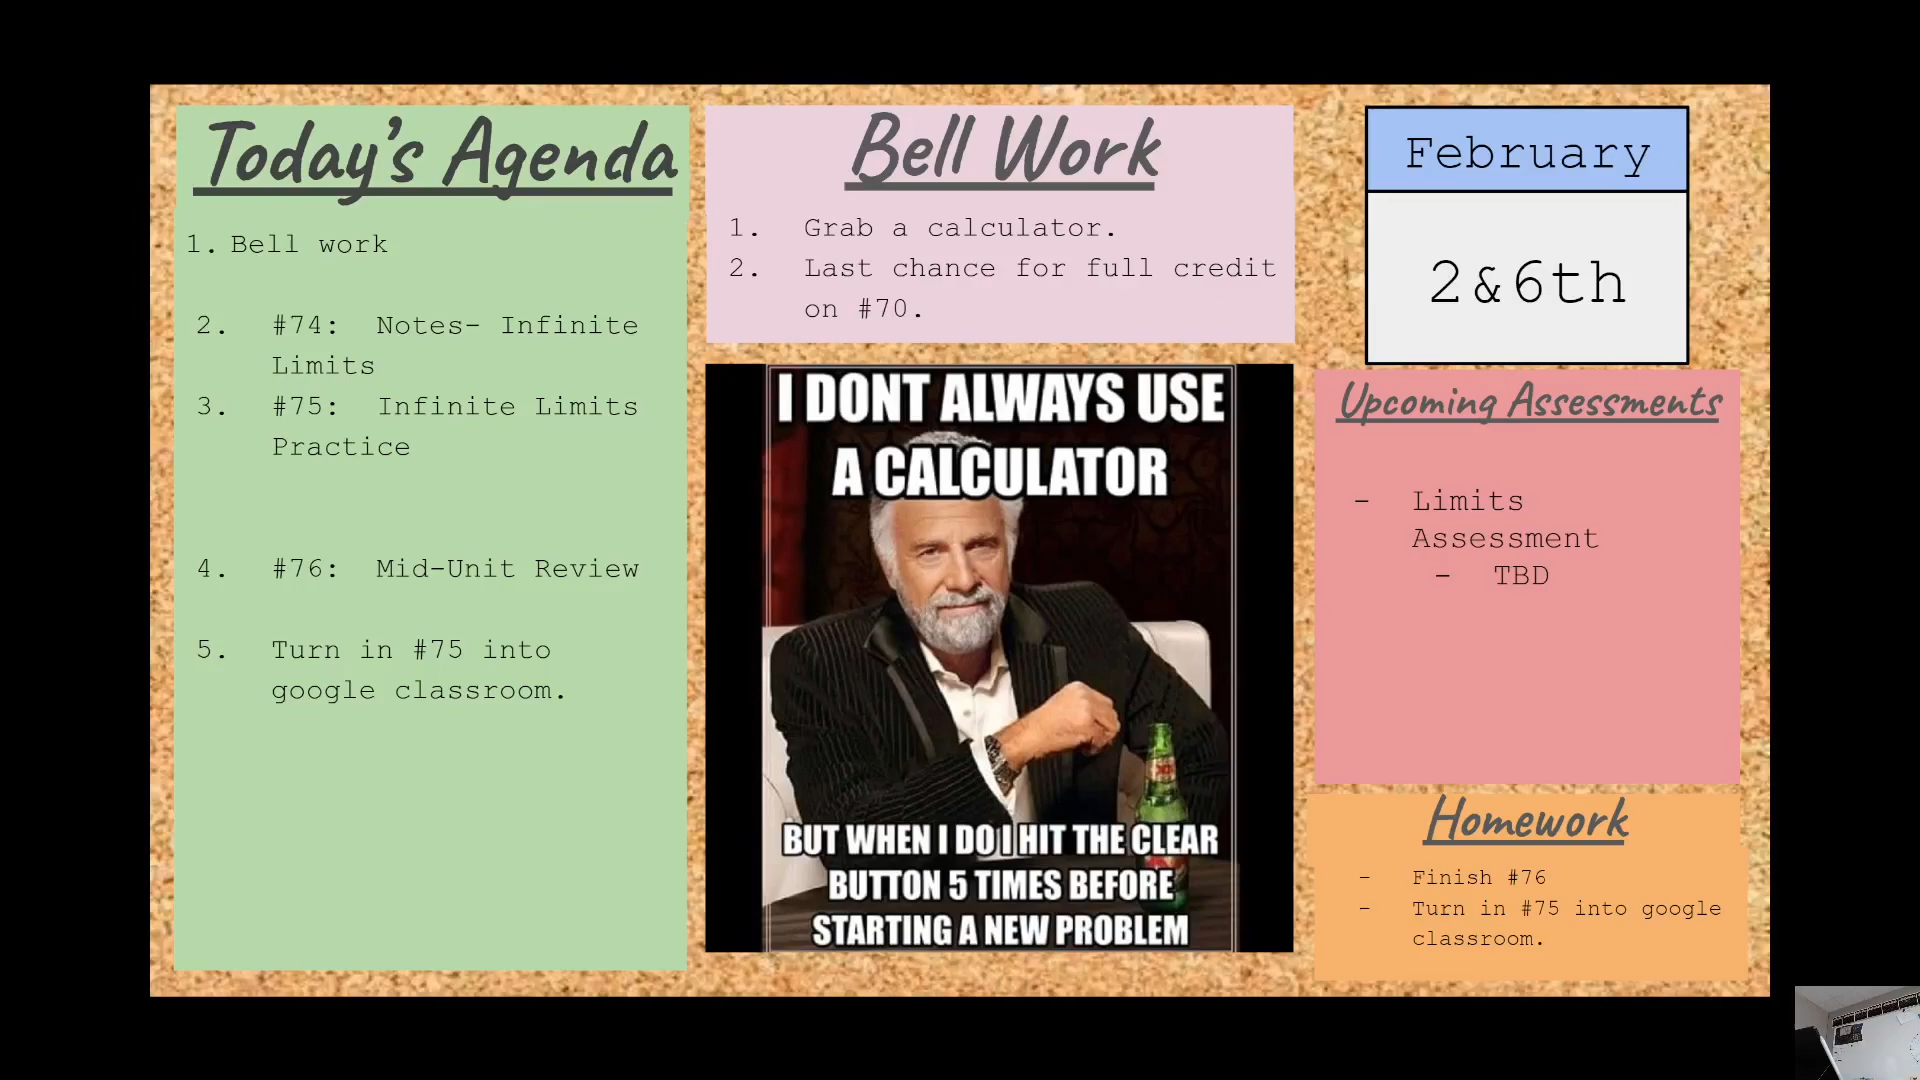 Today's Agenda
1. Bell work
2. #74: Notes- Infinite
Limits
3. #75: Infinite Limits
Practice
4. #76: Mid-Unit Review
5. Turn in #75 into
google classroom.
Bell Work
1. Grab a calculator.
2. Last chance for full credit
on #70.
I DONT ALWAYS USE
A CALCULATOR
BUT WHEN I DO I HIT THE CLEAR
BUTTON 5 TIMES BEFORE
STARTING A NEW PROBLEM
February
2&6th
Upcoming Assessments
- Limits
Assessment
- TBD
Homework
- Finish #76
- Turn in #75 into google
classroom.